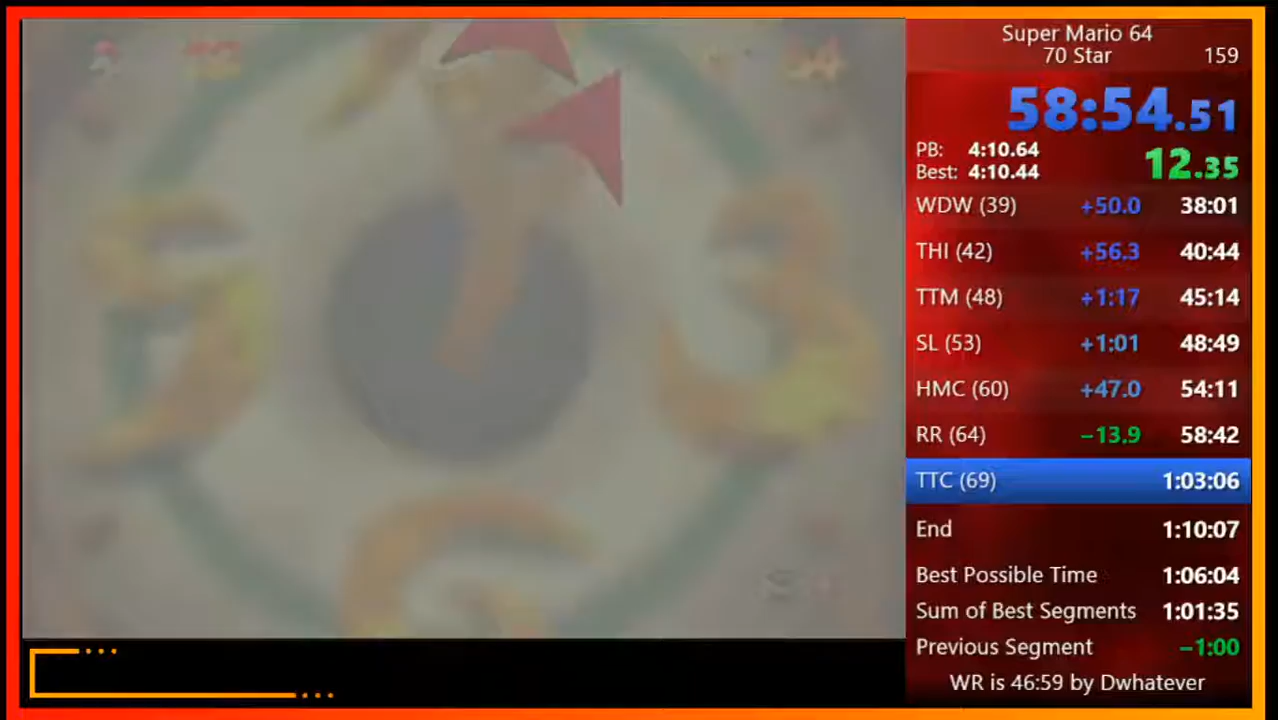 Super Mario 64
70 Star 159
58:54.51
PB: 4:10.64
Best: 4:10.44
12.35
WDW (39) +50.0 38:01
THI (42) +56.3 40:44
TTM (48) +1:17 45:14
SL (53) +1:01 48:49
HMC (60) +47.0 54:11
RR (64) −13.9 58:42
TTC (69) 1:03:06
End 1:10:07
Best Possible Time 1:06:04
Sum of Best Segments 1:01:35
Previous Segment −1:00
WR is 46:59 by Dwhatever